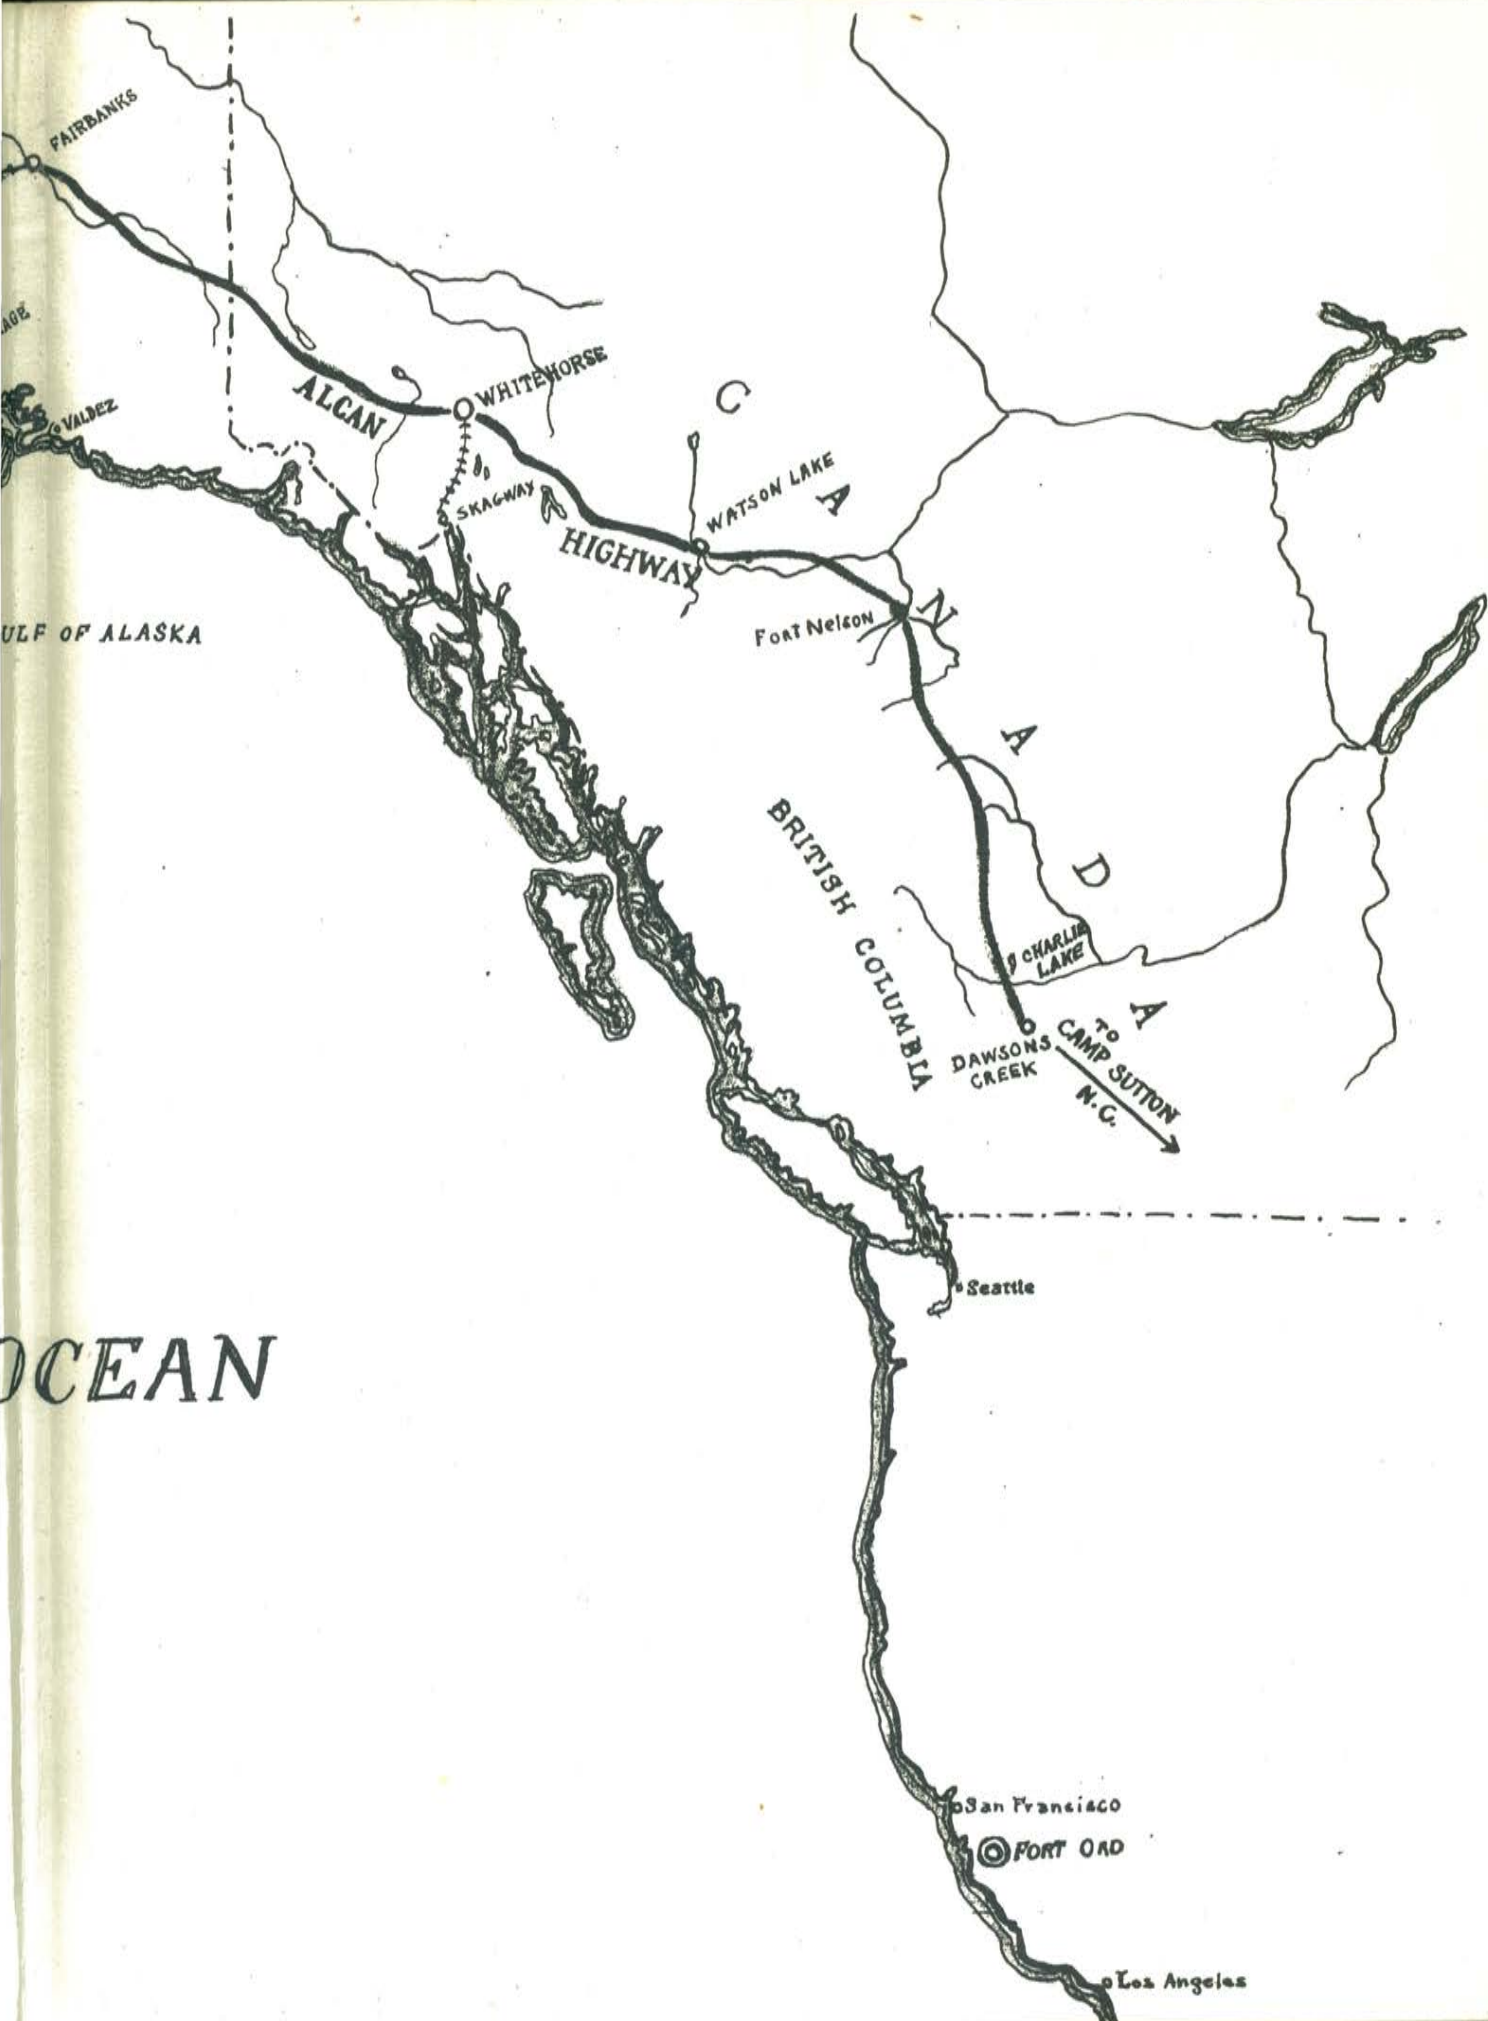 FAIRBANKS
AGE
VALDEZ
ALCAN
WHITEHORSE
SKAGWAY
HIGHWAY
WATSON LAKE
C
A
N
A
D
A
ULF OF ALASKA
Fort Nelson
BRITISH COLUMBIA
CHARLIE
LAKE
DAWSONS
CREEK
TO
CAMP SUTTON
N.C.
Seattle
OCEAN
San Francisco
FORT ORD
Los Angeles